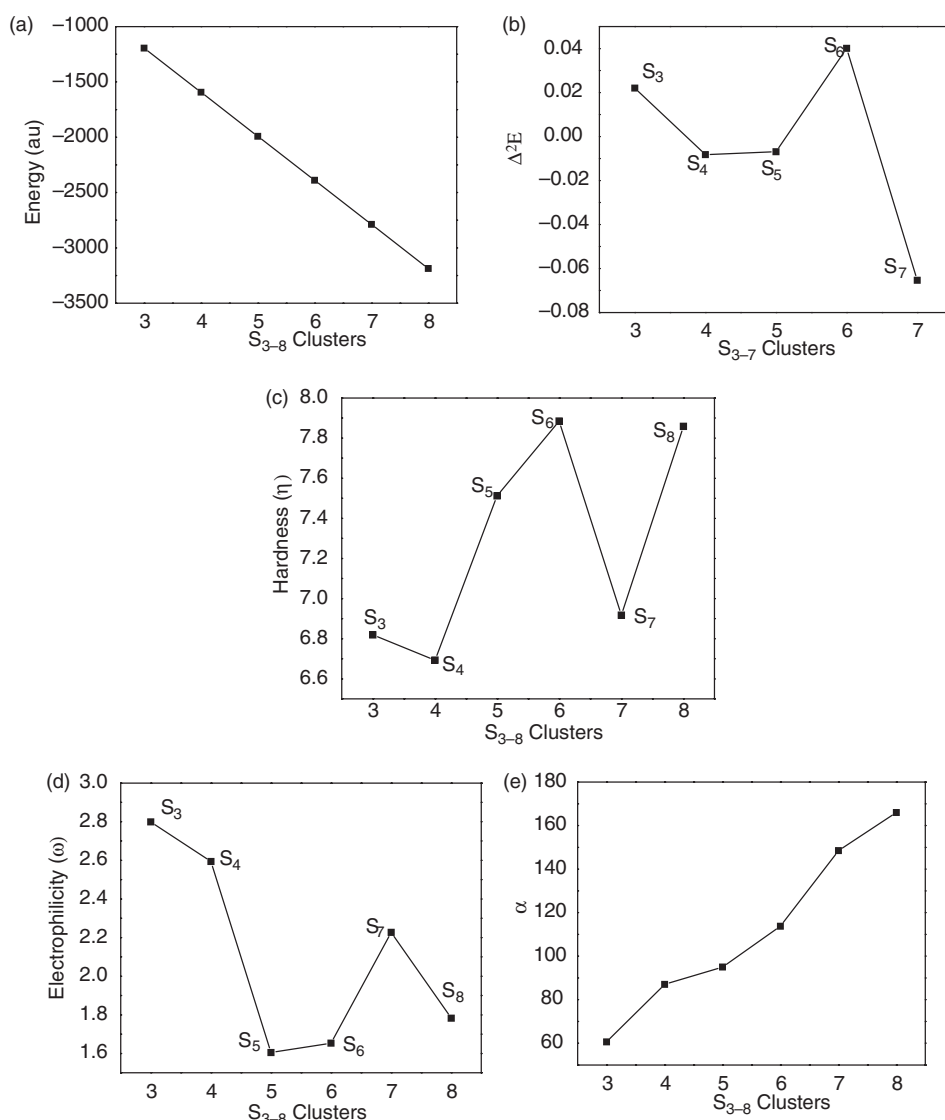 (a)
−1000
−1500
−2000
−2500
−3000
−3500
Energy (au)
3 4 5 6 7 8
S3–8 Clusters
(b)
0.04
0.02
0.00
−0.02
−0.04
−0.06
−0.08
Δ²E
S3
S4
S5
S6
S7
3 4 5 6 7
S3–7 Clusters
(c)
8.0
7.8
7.6
7.4
7.2
7.0
6.8
6.6
Hardness (η)
S3
S4
S5
S6
S7
S8
3 4 5 6 7 8
S3–8 Clusters
(d)
3.0
2.8
2.6
2.4
2.2
2.0
1.8
1.6
Electrophilicity (ω)
S3
S4
S5
S6
S7
S8
3 4 5 6 7 8
S3–8 Clusters
(e)
180
160
140
120
100
80
60
α
3 4 5 6 7 8
S3–8 Clusters